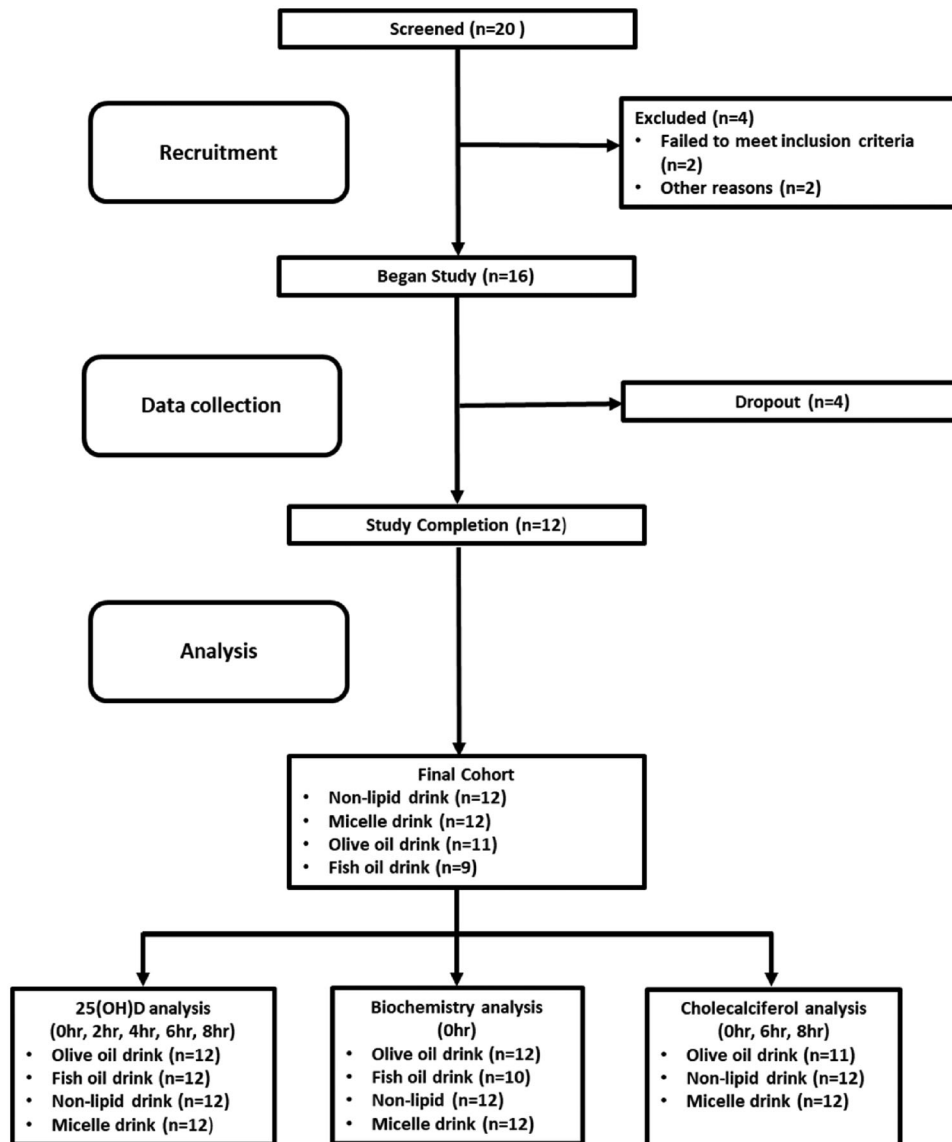 Screened (n=20 )
Recruitment
Excluded (n=4)
• Failed to meet inclusion criteria
(n=2)
• Other reasons (n=2)
Began Study (n=16)
Data collection
Dropout (n=4)
Study Completion (n=12)
Analysis
Final Cohort
• Non-lipid drink (n=12)
• Micelle drink (n=12)
• Olive oil drink (n=11)
• Fish oil drink (n=9)
25(OH)D analysis
(0hr, 2hr, 4hr, 6hr, 8hr)
• Olive oil drink (n=12)
• Fish oil drink (n=12)
• Non-lipid drink (n=12)
• Micelle drink (n=12)
Biochemistry analysis
(0hr)
• Olive oil drink (n=12)
• Fish oil drink (n=10)
• Non-lipid (n=12)
• Micelle drink (n=12)
Cholecalciferol analysis
(0hr, 6hr, 8hr)
• Olive oil drink (n=11)
• Non-lipid drink (n=12)
• Micelle drink (n=12)